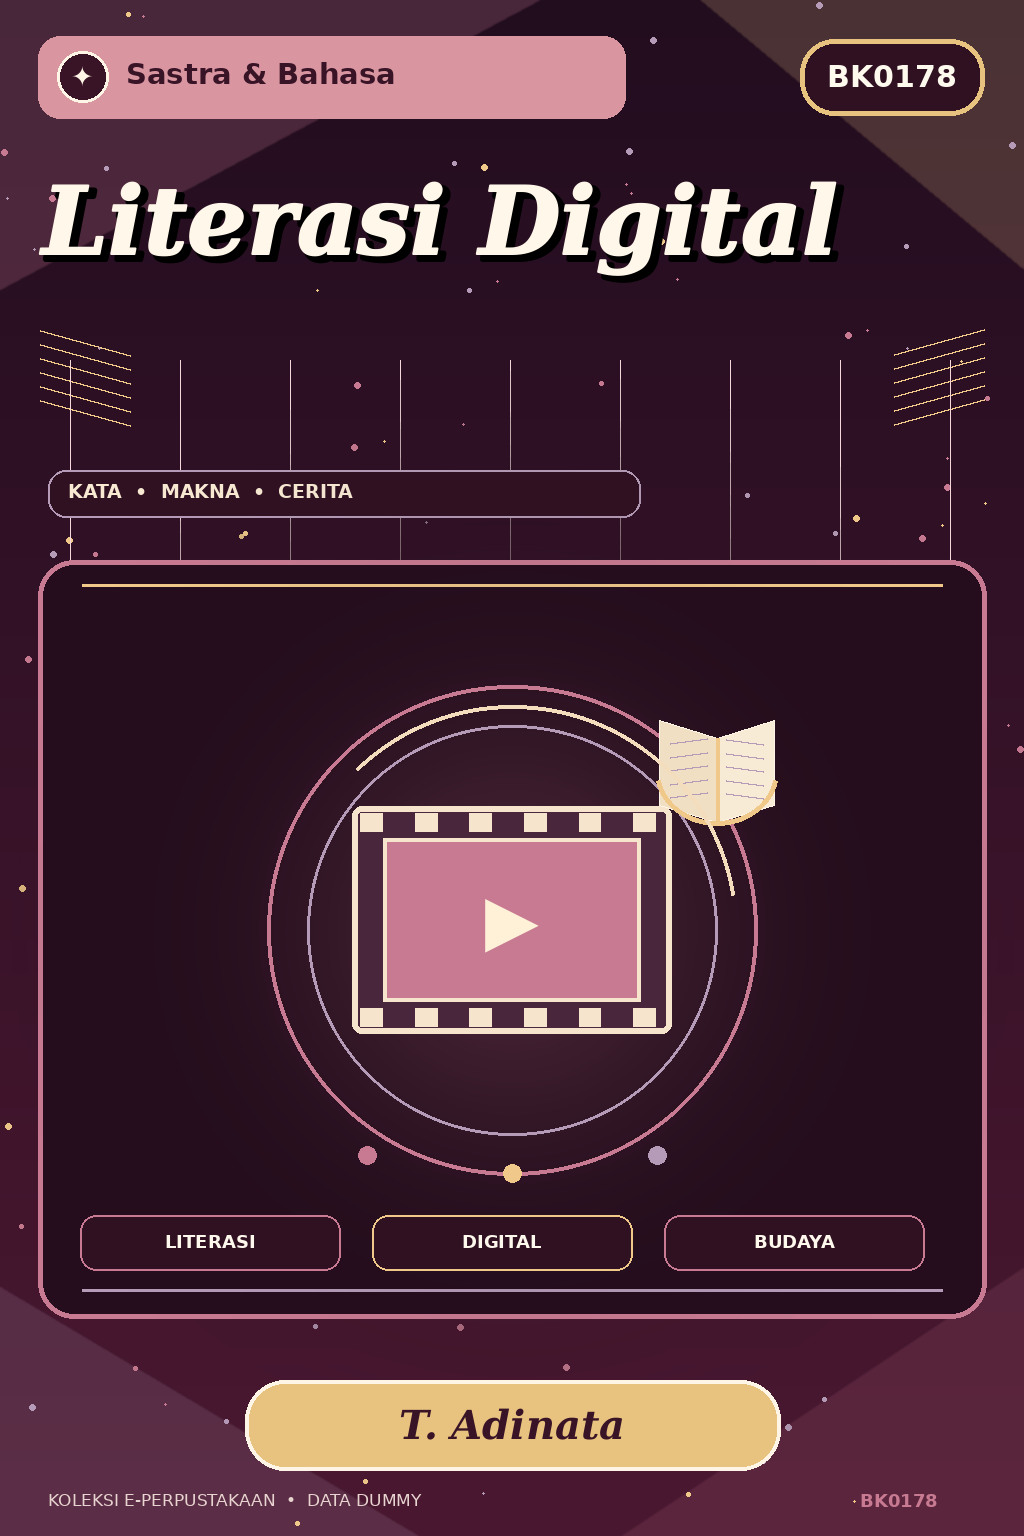 Sastra & Bahasa
BK0178
Literasi Digital
KATA • MAKNA • CERITA
LITERASI
DIGITAL
BUDAYA
T. Adinata
KOLEKSI E-PERPUSTAKAAN • DATA DUMMY
BK0178